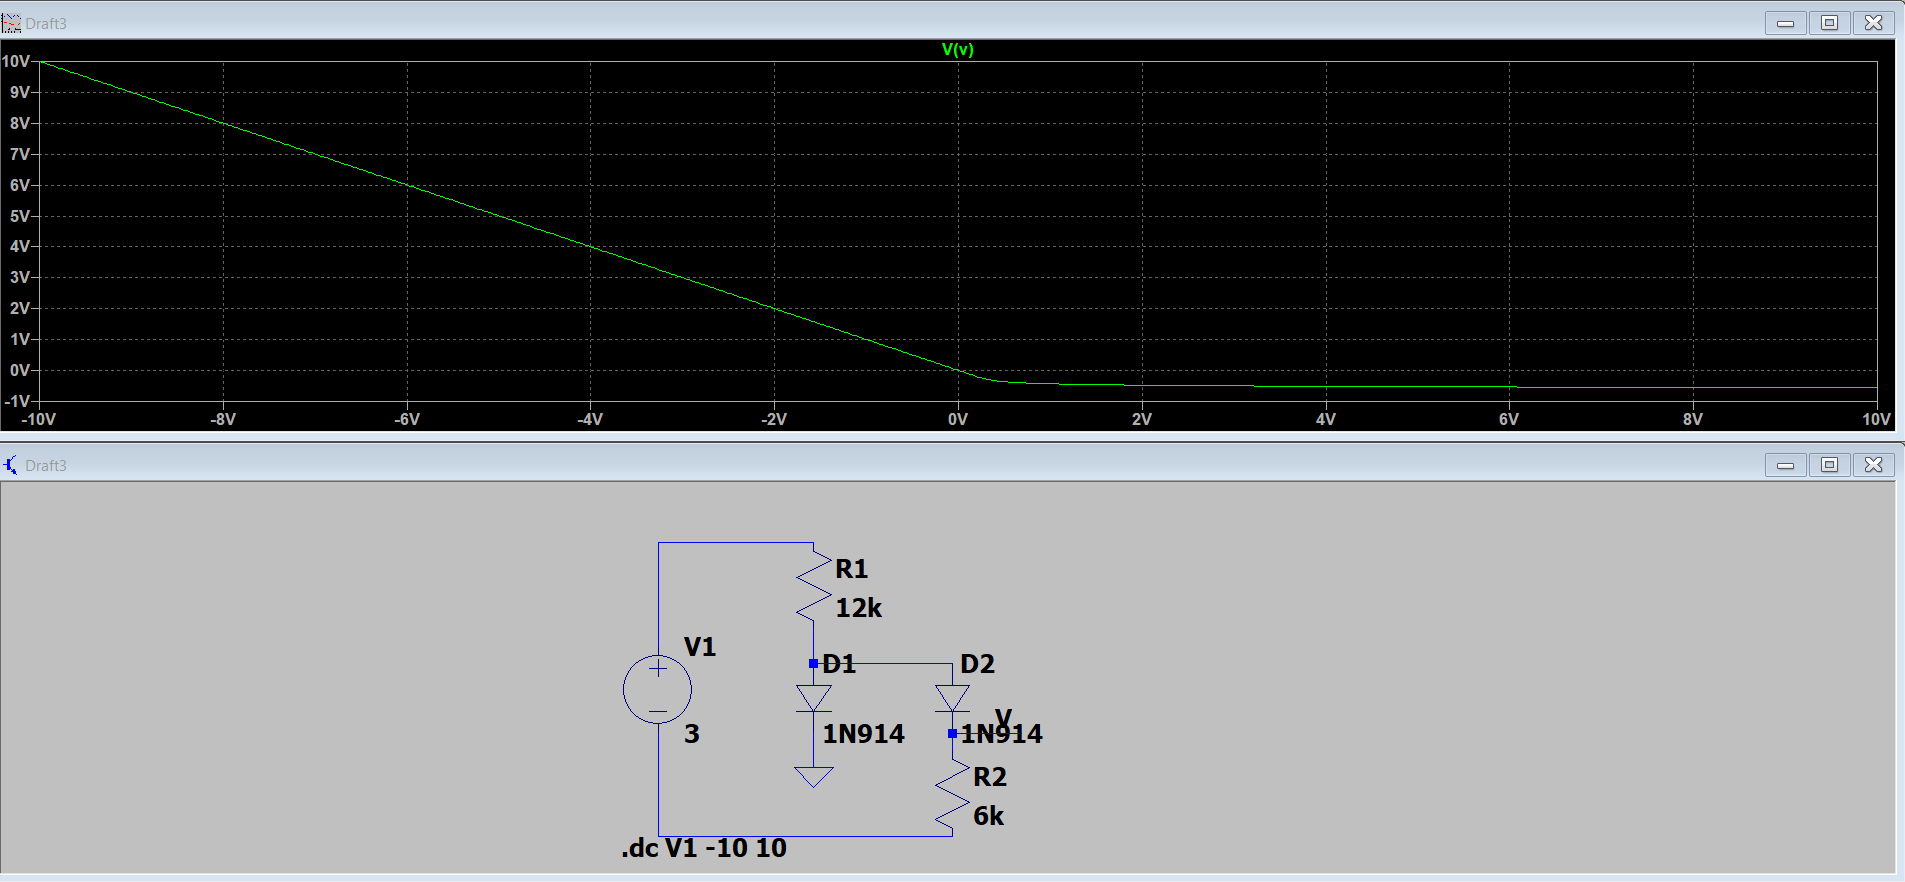 Draft3
V(v)
10V
9V
8V
7V
6V
5V
4V
3V
2V
1V
0V
-1V
-10V -8V -6V -4V -2V 0V 2V 4V 6V 8V 10V
Draft3
R1
12k
V1
D1 D2
V
3 1N914 1N914
R2
6k
.dc V1 -10 10